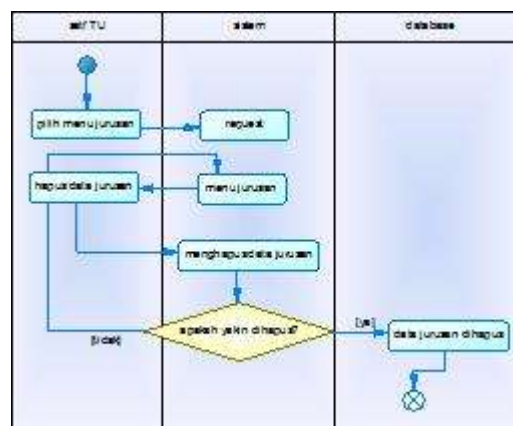 staf TU
sistem
database
pilih menu jurusan
request
hapus data jurusan
menu jurusan
menghapus data jurusan
apakah yakin dihapus?
[ya]
data jurusan dihapus
[tidak]